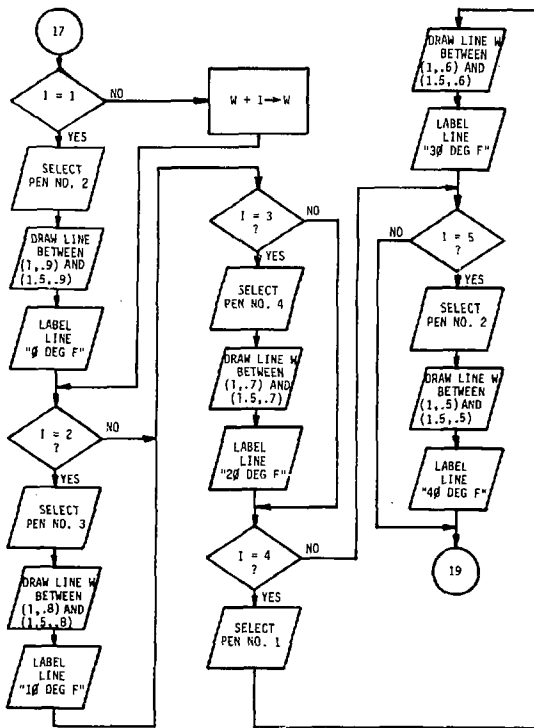 17
I = 1
NO
W + I → W
YES
SELECT
PEN NO. 2
DRAW LINE
BETWEEN
(1,.9) AND
(1.5,.9)
LABEL
LINE
"0̸ DEG F"
I = 2
?
NO
YES
SELECT
PEN NO. 3
DRAW LINE W
BETWEEN
(1,.8) AND
(1.5,.8)
LABEL
LINE
"10̸ DEG F"
I = 3
?
NO
YES
SELECT
PEN NO. 4
DRAW LINE W
BETWEEN
(1,.7) AND
(1.5,.7)
LABEL
LINE
"20̸ DEG F"
I = 4
?
NO
YES
SELECT
PEN NO. 1
DRAW LINE W
BETWEEN
(1,.6) AND
(1.5,.6)
LABEL
LINE
"30̸ DEG F"
NO
I = 5
?
YES
SELECT
PEN NO. 2
DRAW LINE W
BETWEEN
(1,.5) AND
(1.5,.5)
LABEL
LINE
"40̸ DEG F"
19